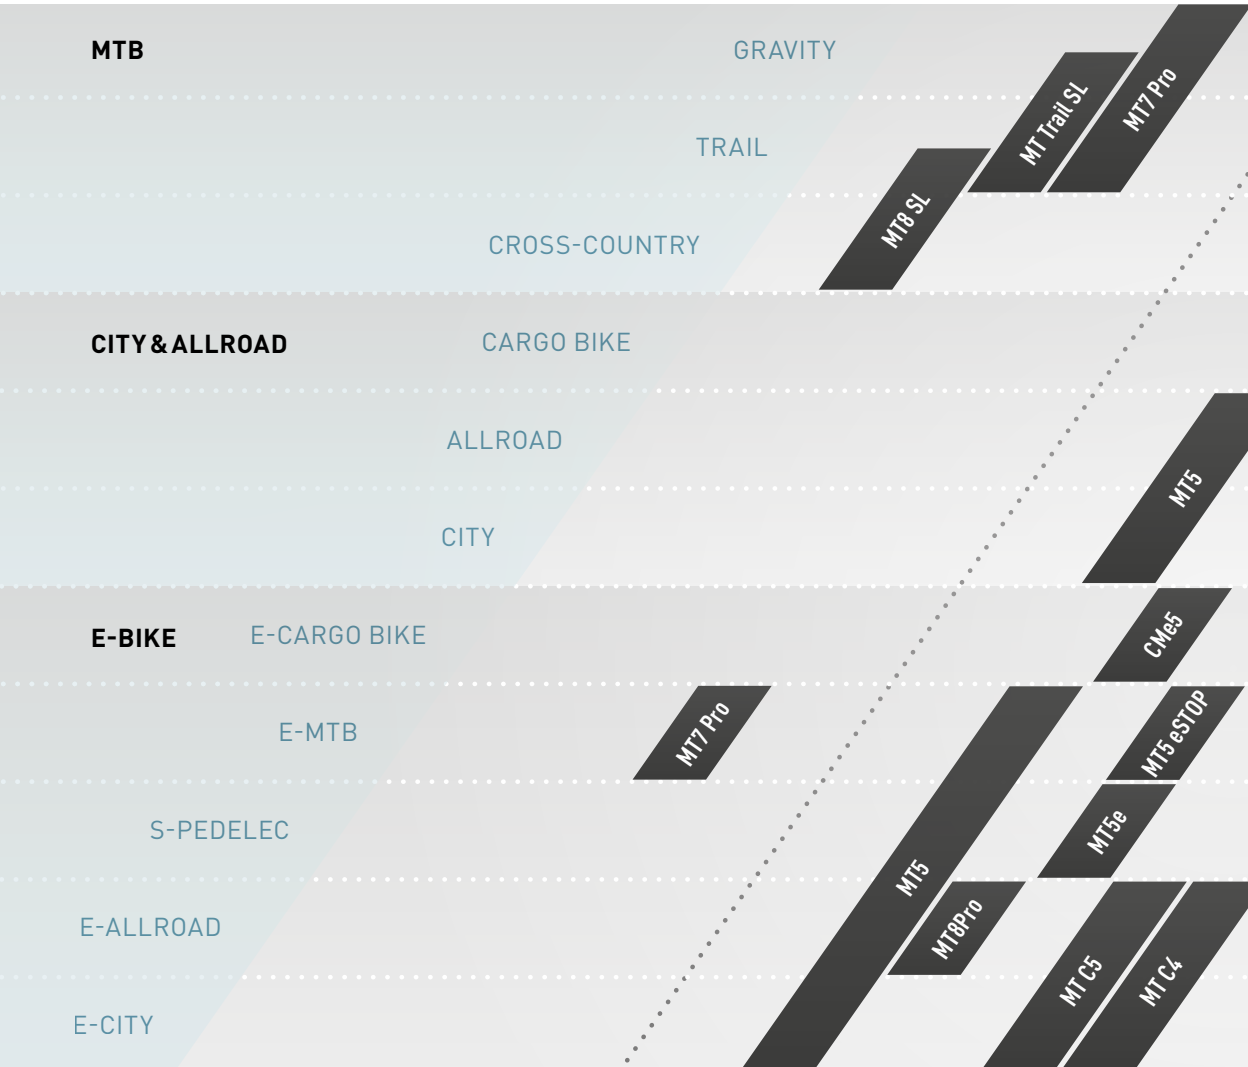 MTB
GRAVITY
MT7 Pro
MT Trail SL
TRAIL
MT8 SL
CROSS-COUNTRY
CITY & ALLROAD
CARGO BIKE
ALLROAD
MT5
CITY
E-BIKE
E-CARGO BIKE
CMe5
E-MTB
MT7 Pro
MT5 eSTOP
S-PEDELEC
MT5e
MT5
E-ALLROAD
MT8Pro
MT C5
MT C4
E-CITY